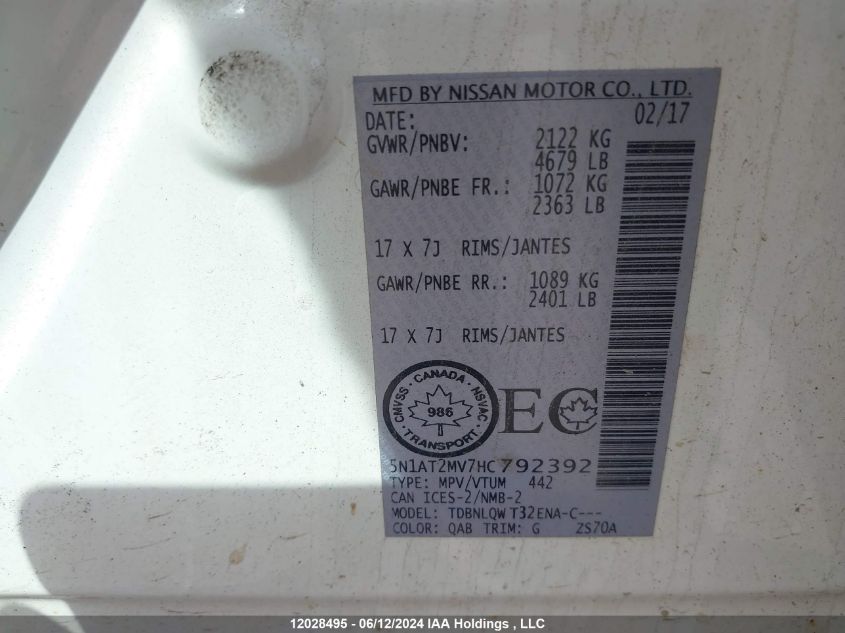 MFD BY NISSAN MOTOR CO., LTD.
DATE: 02/17
GVWR/PNBV: 2122 KG
4679 LB
GAWR/PNBE FR.: 1072 KG
2363 LB
17 X 7J RIMS/JANTES
GAWR/PNBE RR.: 1089 KG
2401 LB
17 X 7J RIMS/JANTES
CMVSS · CANADA · NSVAC · TRANSPORT ·
986
EC
5N1AT2MV7HC792392
TYPE: MPV/VTUM 442
CAN ICES-2/NMB-2
MODEL: TDBNLQW T32ENA-C---
COLOR: QAB TRIM: G ZS70A
12028495 - 06/12/2024 IAA Holdings , LLC